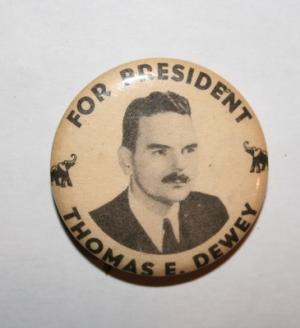 FOR PRESIDENT
THOMAS E. DEWEY